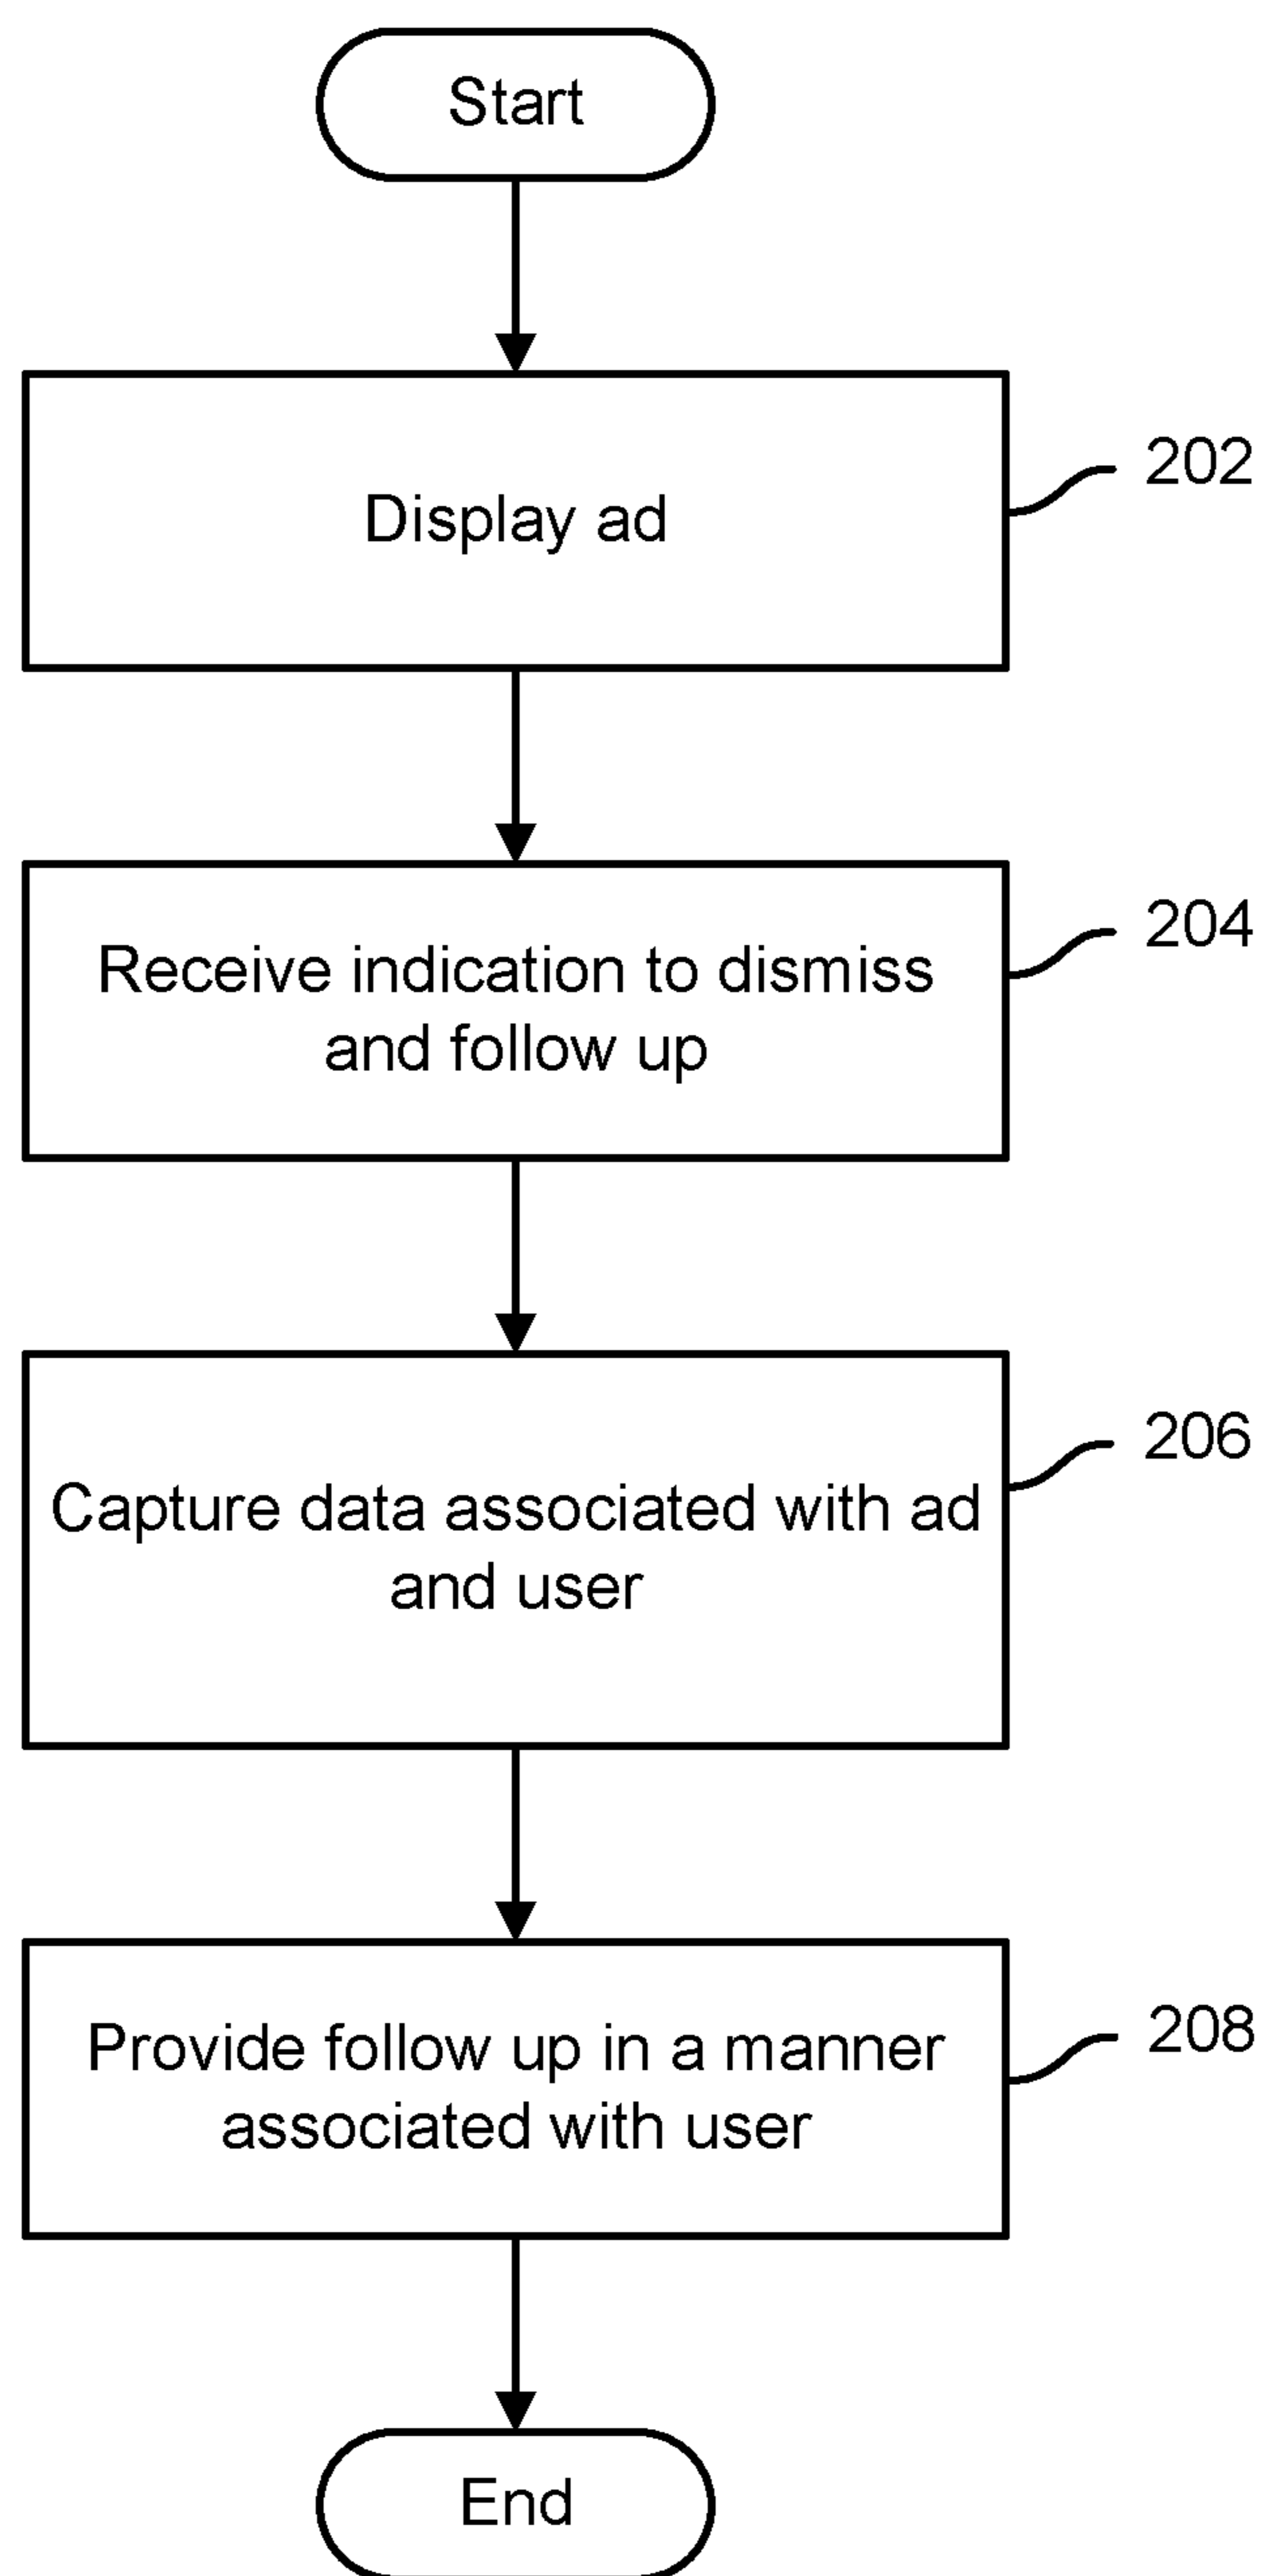 Start
Display ad
202
Receive indication to dismiss
and follow up
204
Capture data associated with ad
and user
206
Provide follow up in a manner
associated with user
208
End